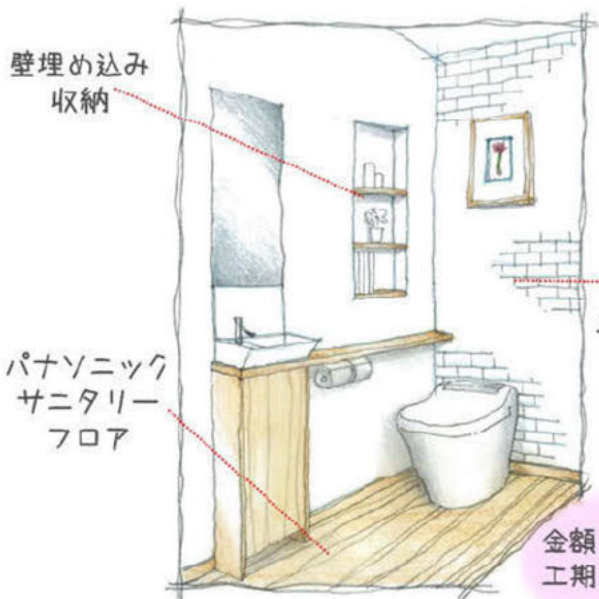 壁埋め込み
収納
パナソニック
サニタリー
フロア
金額
工期